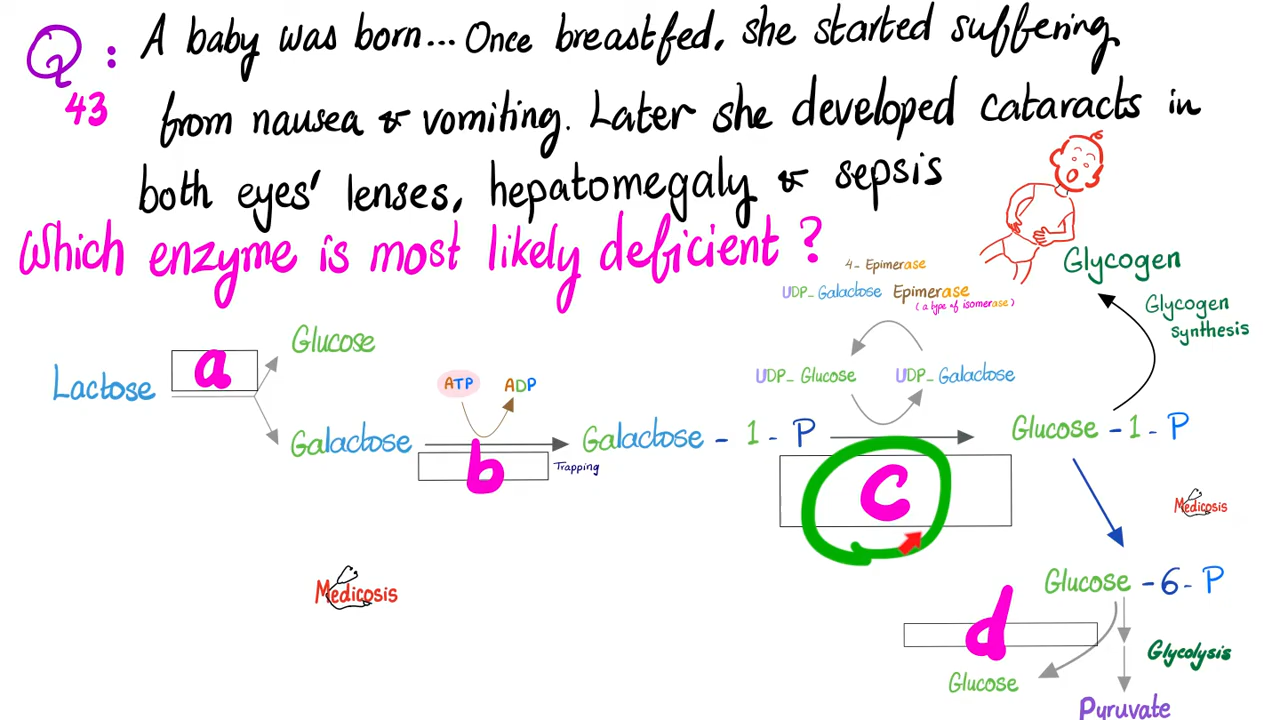 Q : A baby was born... Once breastfed, she started suffering
43 from nausea & vomiting. Later she developed cataracts in
both eyes' lenses, hepatomegaly & sepsis
Which enzyme is most likely deficient ?
4- Epimerase
UDP- Galactose Epimerase
( a type of isomerase )
Glycogen
Glycogen
synthesis
Glucose
a
Lactose
ATP ADP
UDP- Glucose UDP- Galactose
Galactose
Galactose - 1 - P
Glucose - 1 - P
b
Trapping
c
Medicosis
Medicosis
Glucose - 6 - P
d
Glycolysis
Glucose
Pyruvate